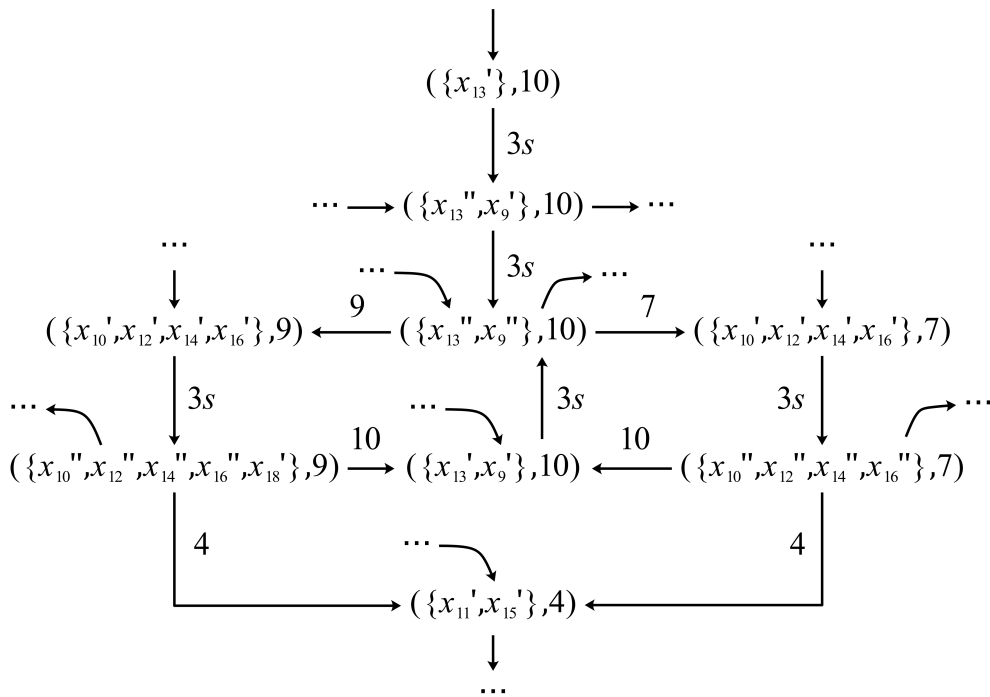 ({x₁₃'},10)
3s
... ({x₁₃'',x₉'},10) ...
... ...
3s
... ...
9 7
({x₁₀',x₁₂',x₁₄',x₁₆'},9) ({x₁₃'',x₉''},10) ({x₁₀',x₁₂',x₁₄',x₁₆'},7)
3s 3s 3s
... ... ...
10 10
({x₁₀'',x₁₂'',x₁₄'',x₁₆'',x₁₈'},9) ({x₁₃',x₉'},10) ({x₁₀'',x₁₂'',x₁₄'',x₁₆''},7)
4 ... 4
({x₁₁',x₁₅'},4)
...